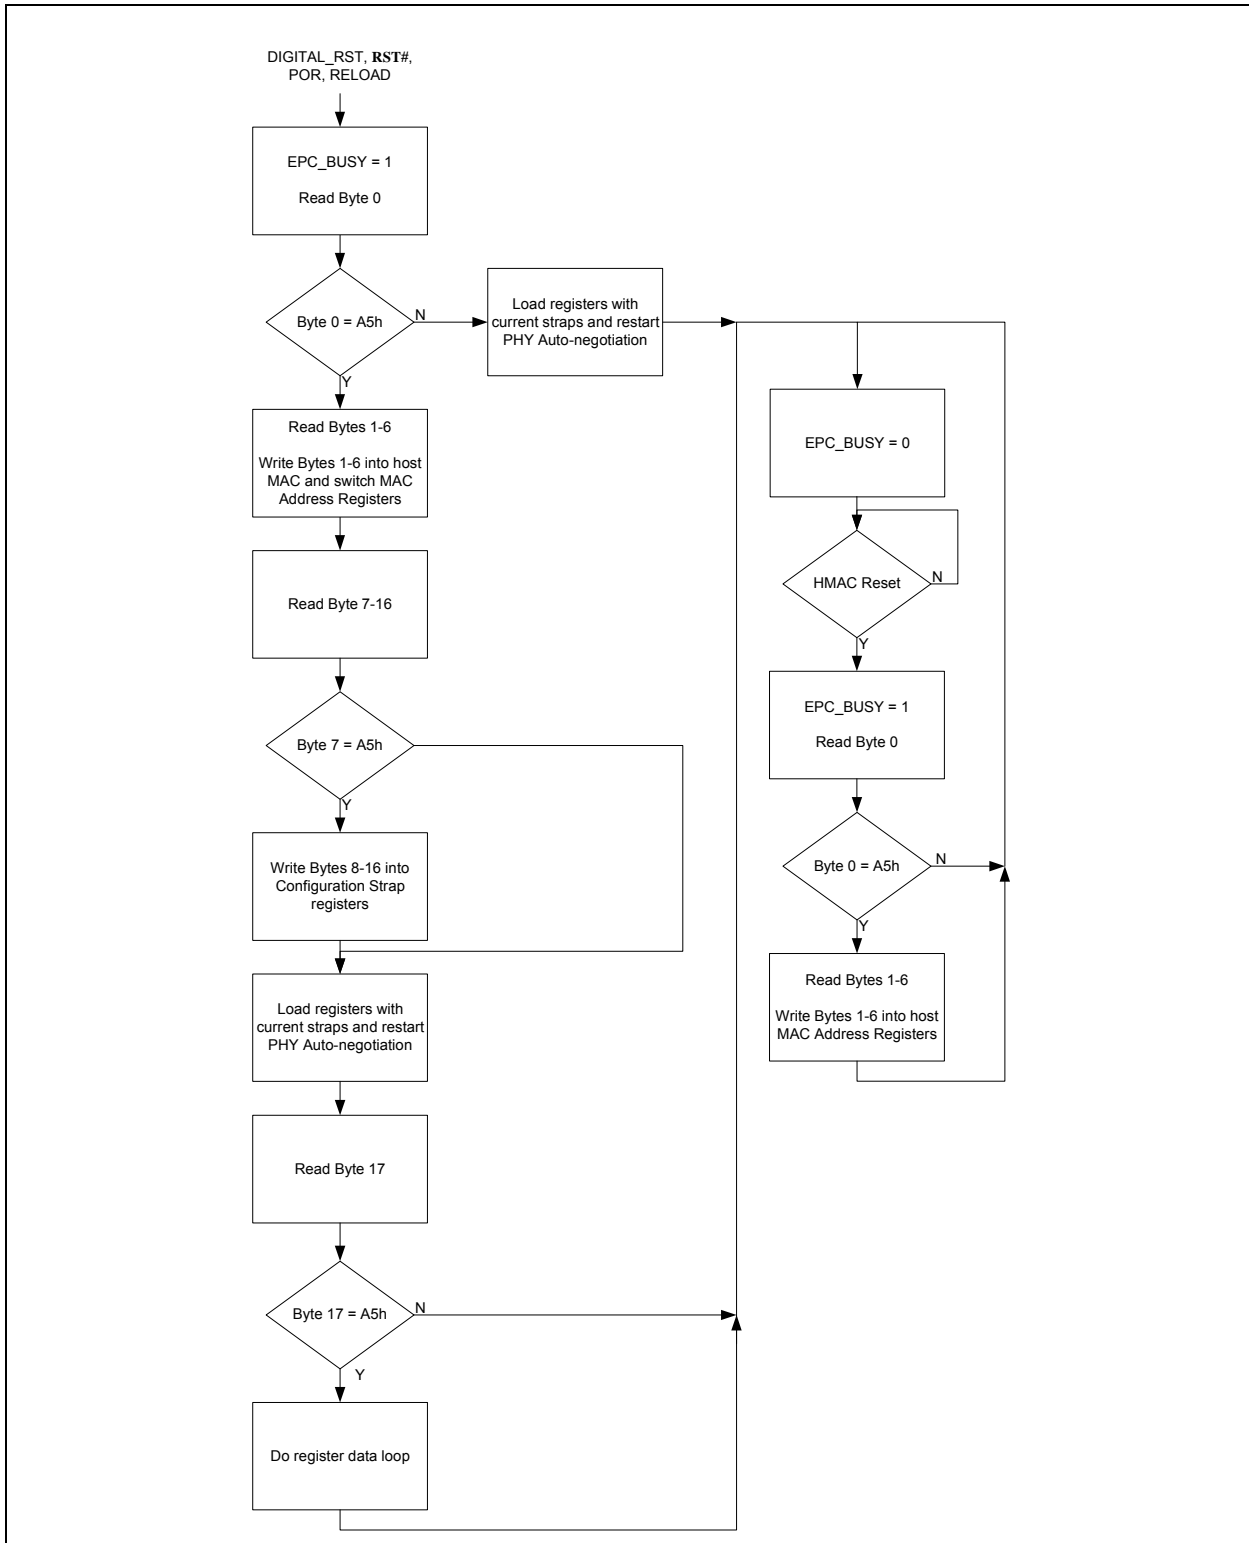 DIGITAL_RST, RST#,
POR, RELOAD
EPC_BUSY = 1
Read Byte 0
Byte 0 = A5h
N
Load registers with
current straps and restart
PHY Auto-negotiation
Y
Read Bytes 1-6
Write Bytes 1-6 into host
MAC and switch MAC
Address Registers
Read Byte 7-16
Byte 7 = A5h
Y
Write Bytes 8-16 into
Configuration Strap
registers
Load registers with
current straps and restart
PHY Auto-negotiation
Read Byte 17
Byte 17 = A5h
N
Y
Do register data loop
EPC_BUSY = 0
HMAC Reset
N
Y
EPC_BUSY = 1
Read Byte 0
Byte 0 = A5h
N
Y
Read Bytes 1-6
Write Bytes 1-6 into host
MAC Address Registers